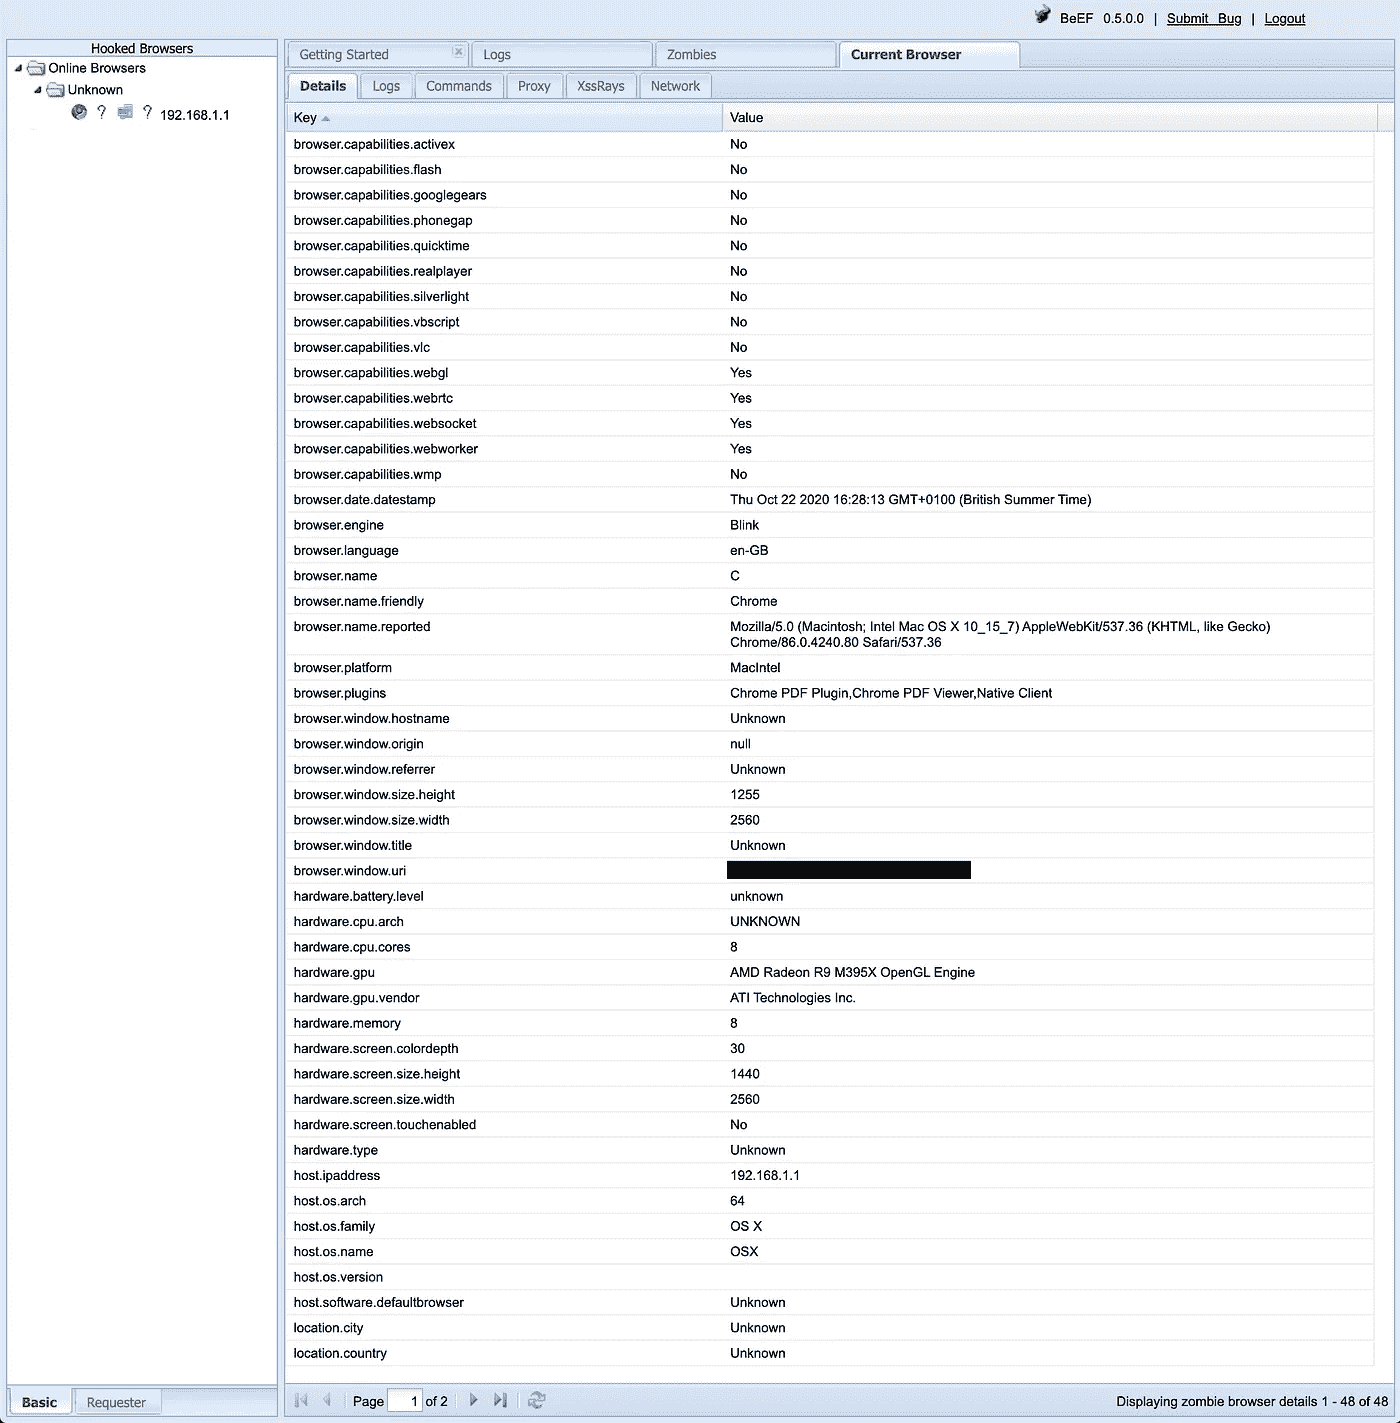 BeEF 0.5.0.0 | Submit Bug | Logout
Hooked Browsers
Online Browsers
Unknown
? ? 192.168.1.1
Getting Started Logs Zombies Current Browser
Details Logs Commands Proxy XssRays Network
Key Value
browser.capabilities.activex No
browser.capabilities.flash No
browser.capabilities.googlegears No
browser.capabilities.phonegap No
browser.capabilities.quicktime No
browser.capabilities.realplayer No
browser.capabilities.silverlight No
browser.capabilities.vbscript No
browser.capabilities.vlc No
browser.capabilities.webgl Yes
browser.capabilities.webrtc Yes
browser.capabilities.websocket Yes
browser.capabilities.webworker Yes
browser.capabilities.wmp No
browser.date.datestamp Thu Oct 22 2020 16:28:13 GMT+0100 (British Summer Time)
browser.engine Blink
browser.language en-GB
browser.name C
browser.name.friendly Chrome
browser.name.reported Mozilla/5.0 (Macintosh; Intel Mac OS X 10_15_7) AppleWebKit/537.36 (KHTML, like Gecko)
Chrome/86.0.4240.80 Safari/537.36
browser.platform MacIntel
browser.plugins Chrome PDF Plugin,Chrome PDF Viewer,Native Client
browser.window.hostname Unknown
browser.window.origin null
browser.window.referrer Unknown
browser.window.size.height 1255
browser.window.size.width 2560
browser.window.title Unknown
browser.window.uri
hardware.battery.level unknown
hardware.cpu.arch UNKNOWN
hardware.cpu.cores 8
hardware.gpu AMD Radeon R9 M395X OpenGL Engine
hardware.gpu.vendor ATI Technologies Inc.
hardware.memory 8
hardware.screen.colordepth 30
hardware.screen.size.height 1440
hardware.screen.size.width 2560
hardware.screen.touchenabled No
hardware.type Unknown
host.ipaddress 192.168.1.1
host.os.arch 64
host.os.family OS X
host.os.name OSX
host.os.version
host.software.defaultbrowser Unknown
location.city Unknown
location.country Unknown
Basic Requester
Page 1 of 2
Displaying zombie browser details 1 - 48 of 48